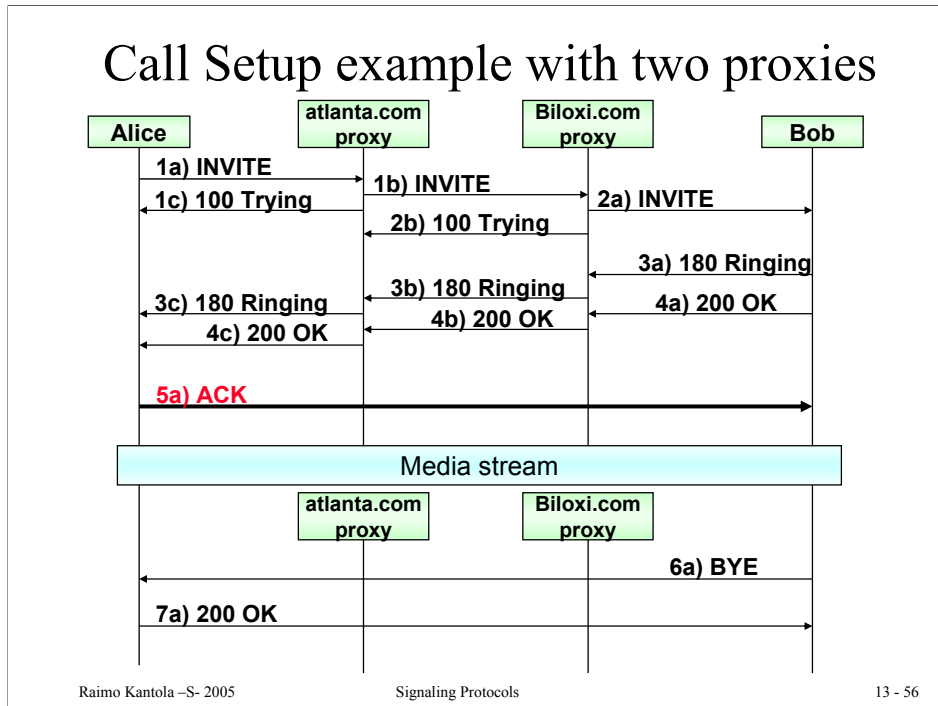 Call Setup example with two proxies
Alice
atlanta.com
proxy
Biloxi.com
proxy
Bob
1a) INVITE
1b) INVITE
1c) 100 Trying
2a) INVITE
2b) 100 Trying
3a) 180 Ringing
3b) 180 Ringing
3c) 180 Ringing
4a) 200 OK
4b) 200 OK
4c) 200 OK
5a) ACK
Media stream
atlanta.com
proxy
Biloxi.com
proxy
6a) BYE
7a) 200 OK
Raimo Kantola –S- 2005
Signaling Protocols
13 - 56